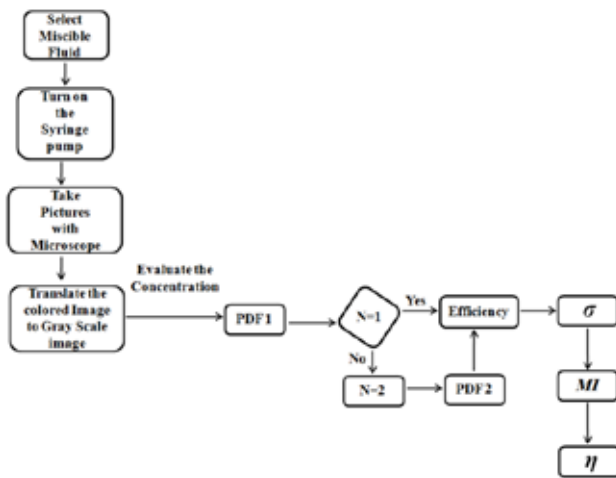 Select
Miscible
Fluid
Turn on
the
Syringe
pump
Take
Pictures
with
Microscope
Translate the
colored Image
to Gray Scale
image
Evaluate the
Concentration
PDF1
N=1
Yes
No
N=2
PDF2
Efficiency
σ
MI
η